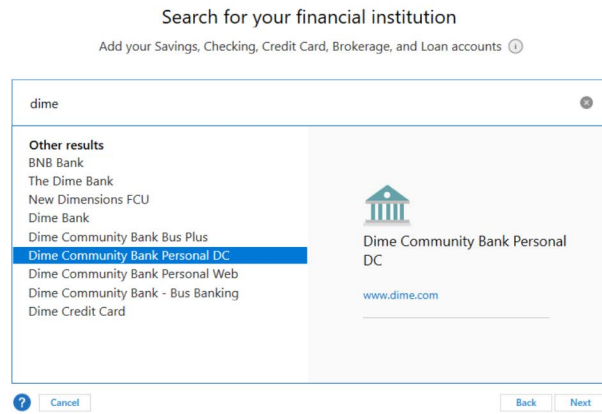 Search for your financial institution
Add your Savings, Checking, Credit Card, Brokerage, and Loan accounts i
dime
Other results
BNB Bank
The Dime Bank
New Dimensions FCU
Dime Bank
Dime Community Bank Bus Plus
Dime Community Bank Personal DC
Dime Community Bank Personal Web
Dime Community Bank - Bus Banking
Dime Credit Card
Dime Community Bank Personal
DC
www.dime.com
? Cancel Back Next